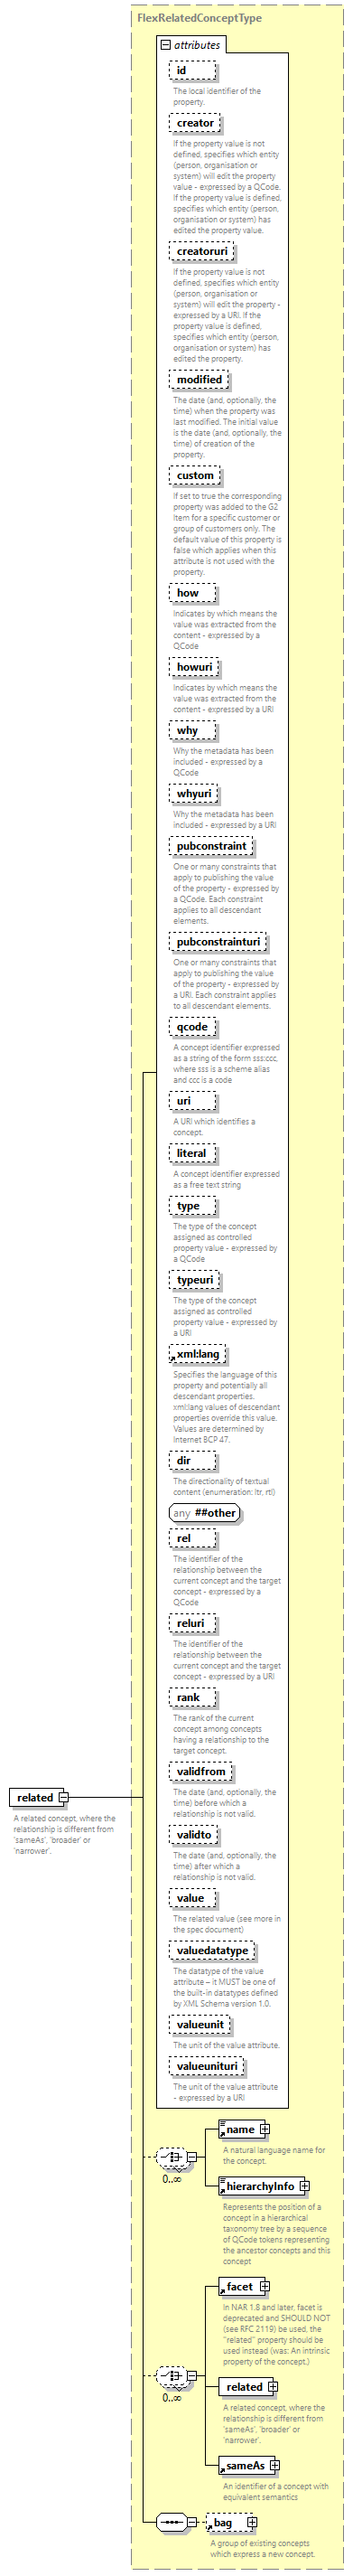 FlexRelatedConceptType
attributes
id
The local identifier of the
property.
creator
If the property value is not
defined, specifies which entity
(person, organisation or
system) will edit the property
value - expressed by a QCode.
If the property value is defined,
specifies which entity (person,
organisation or system) has
edited the property value.
creatoruri
If the property value is not
defined, specifies which entity
(person, organisation or
system) will edit the property -
expressed by a URI. If the
property value is defined,
specifies which entity (person,
organisation or system) has
edited the property.
modified
The date (and, optionally, the
time) when the property was
last modified. The initial value
is the date (and, optionally, the
time) of creation of the
property.
custom
If set to true the corresponding
property was added to the G2
Item for a specific customer or
group of customers only. The
default value of this property is
false which applies when this
attribute is not used with the
property.
how
Indicates by which means the
value was extracted from the
content - expressed by a
QCode
howuri
Indicates by which means the
value was extracted from the
content - expressed by a URI
why
Why the metadata has been
included - expressed by a
QCode
whyuri
Why the metadata has been
included - expressed by a URI
pubconstraint
One or many constraints that
apply to publishing the value
of the property - expressed by
a QCode. Each constraint
applies to all descendant
elements.
pubconstrainturi
One or many constraints that
apply to publishing the value
of the property - expressed by
a URI. Each constraint applies
to all descendant elements.
qcode
A concept identifier expressed
as a string of the form sss:ccc,
where sss is a scheme alias
and ccc is a code
uri
A URI which identifies a
concept.
literal
A concept identifier expressed
as a free text string
type
The type of the concept
assigned as controlled
property value - expressed by
a QCode
typeuri
The type of the concept
assigned as controlled
property value - expressed by
a URI
xml:lang
Specifies the language of this
property and potentially all
descendant properties.
xml:lang values of descendant
properties override this value.
Values are determined by
Internet BCP 47.
dir
The directionality of textual
content (enumeration: ltr, rtl)
any ##other
rel
The identifier of the
relationship between the
current concept and the target
concept - expressed by a
QCode
reluri
The identifier of the
relationship between the
current concept and the target
concept - expressed by a URI
rank
The rank of the current
concept among concepts
having a relationship to the
target concept.
validfrom
The date (and, optionally, the
time) before which a
relationship is not valid.
validto
The date (and, optionally, the
time) after which a
relationship is not valid.
value
The related value (see more in
the spec document)
valuedatatype
The datatype of the value
attribute – it MUST be one of
the built-in datatypes defined
by XML Schema version 1.0.
valueunit
The unit of the value attribute.
valueunituri
The unit of the value attribute
- expressed by a URI
related
A related concept, where the
relationship is different from
'sameAs', 'broader' or
'narrower'.
0..∞
name
A natural language name for
the concept.
hierarchyInfo
Represents the position of a
concept in a hierarchical
taxonomy tree by a sequence
of QCode tokens representing
the ancestor concepts and this
concept
0..∞
facet
In NAR 1.8 and later, facet is
deprecated and SHOULD NOT
(see RFC 2119) be used, the
"related" property should be
used instead (was: An intrinsic
property of the concept.)
related
A related concept, where the
relationship is different from
'sameAs', 'broader' or
'narrower'.
sameAs
An identifier of a concept with
equivalent semantics
bag
A group of existing concepts
which express a new concept.